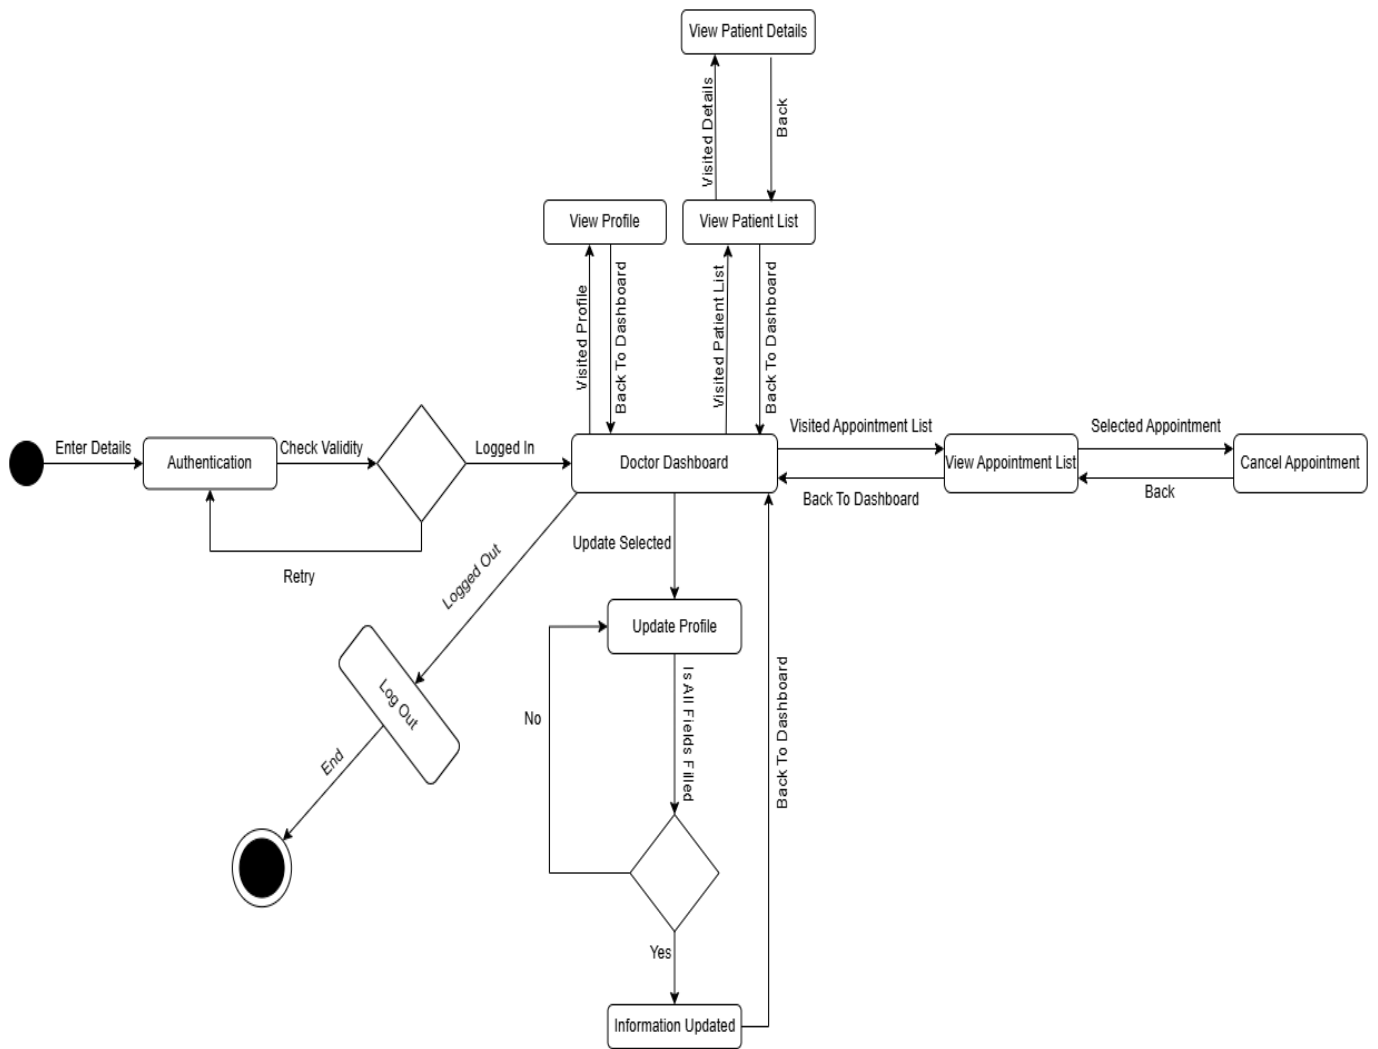 View Patient Details
Visited Details
Back
View Profile
View Patient List
Visited Profile
Back To Dashboard
Visited Patient List
Back To Dashboard
Enter Details
Authentication
Check Validity
Logged In
Doctor Dashboard
Visited Appointment List
View Appointment List
Selected Appointment
Cancel Appointment
Back To Dashboard
Back
Retry
Logged Out
Update Selected
Update Profile
Log Out
Is All Fields Filled
No
Back To Dashboard
End
Yes
Information Updated